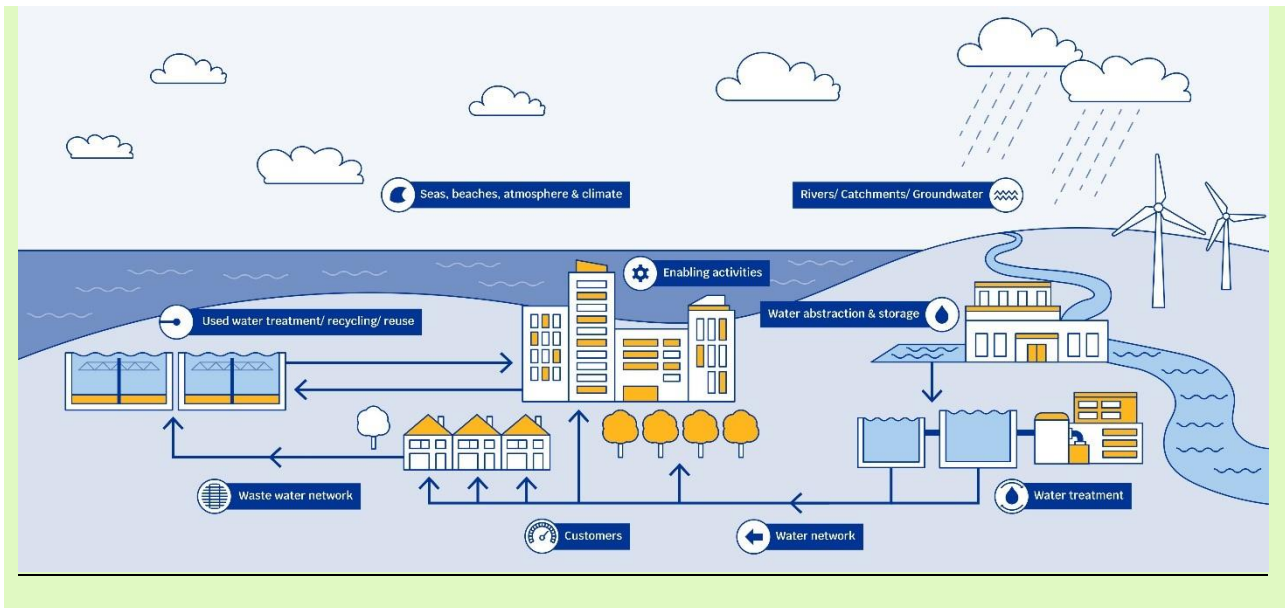 Seas, beaches, atmosphere & climate
Rivers/ Catchments/ Groundwater
Enabling activities
Used water treatment/ recycling/ reuse
Water abstraction & storage
Waste water network
Water treatment
Customers
Water network